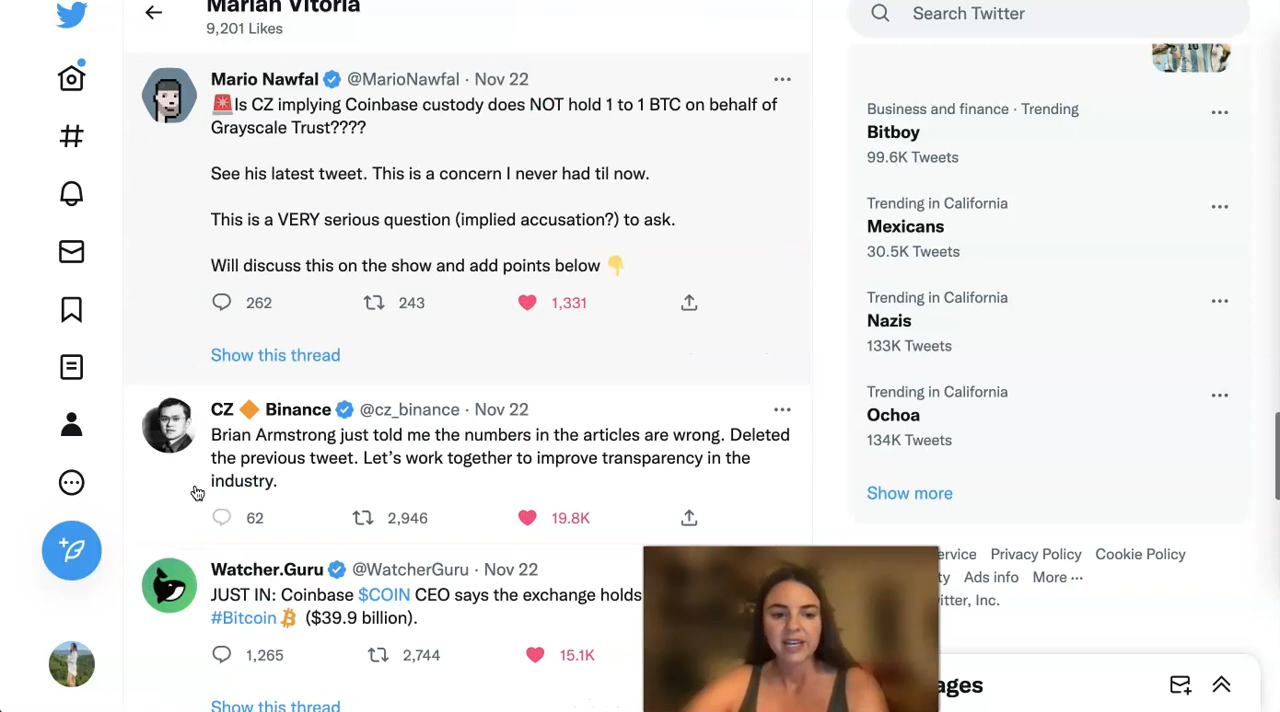 Marian Vitoria
9,201 Likes
Mario Nawfal @MarioNawfal · Nov 22
🚨Is CZ implying Coinbase custody does NOT hold 1 to 1 BTC on behalf of
Grayscale Trust????
See his latest tweet. This is a concern I never had til now.
This is a VERY serious question (implied accusation?) to ask.
Will discuss this on the show and add points below 👇
262 243 1,331
Show this thread
CZ 🔶 Binance @cz_binance · Nov 22
Brian Armstrong just told me the numbers in the articles are wrong. Deleted
the previous tweet. Let's work together to improve transparency in the
industry.
62 2,946 19.8K
Watcher.Guru @WatcherGuru · Nov 22
JUST IN: Coinbase $COIN CEO says the exchange holds
#Bitcoin ($39.9 billion).
1,265 2,744 15.1K
Show this thread
Search Twitter
Business and finance · Trending
Bitboy
99.6K Tweets
Trending in California
Mexicans
30.5K Tweets
Trending in California
Nazis
133K Tweets
Trending in California
Ochoa
134K Tweets
Show more
ervice Privacy Policy Cookie Policy
ty Ads info More ···
itter, Inc.
ages